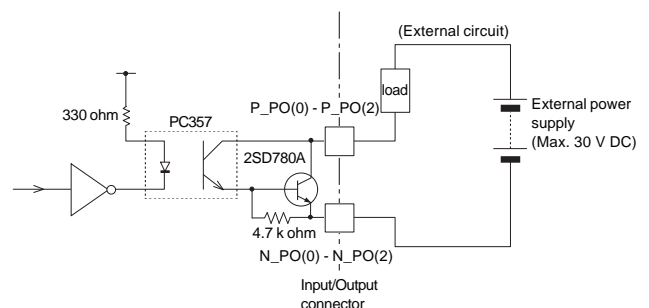 (External circuit)
load
330 ohm
PC357
P_PO(0) - P_PO(2)
External power
supply
(Max. 30 V DC)
2SD780A
4.7 k ohm
N_PO(0) - N_PO(2)
Input/Output
connector